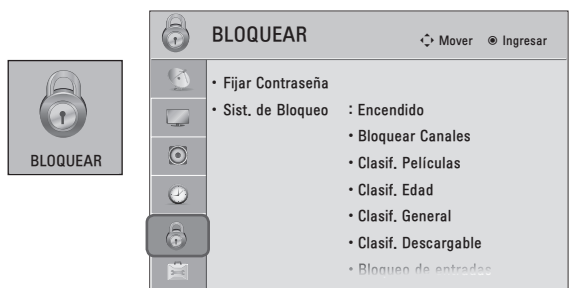 BLOQUEAR
BLOQUEAR
Mover
Ingresar
• Fijar Contraseña
• Sist. de Bloqueo : Encendido
• Bloquear Canales
• Clasif. Películas
• Clasif. Edad
• Clasif. General
• Clasif. Descargable
• Bloqueo de entradas